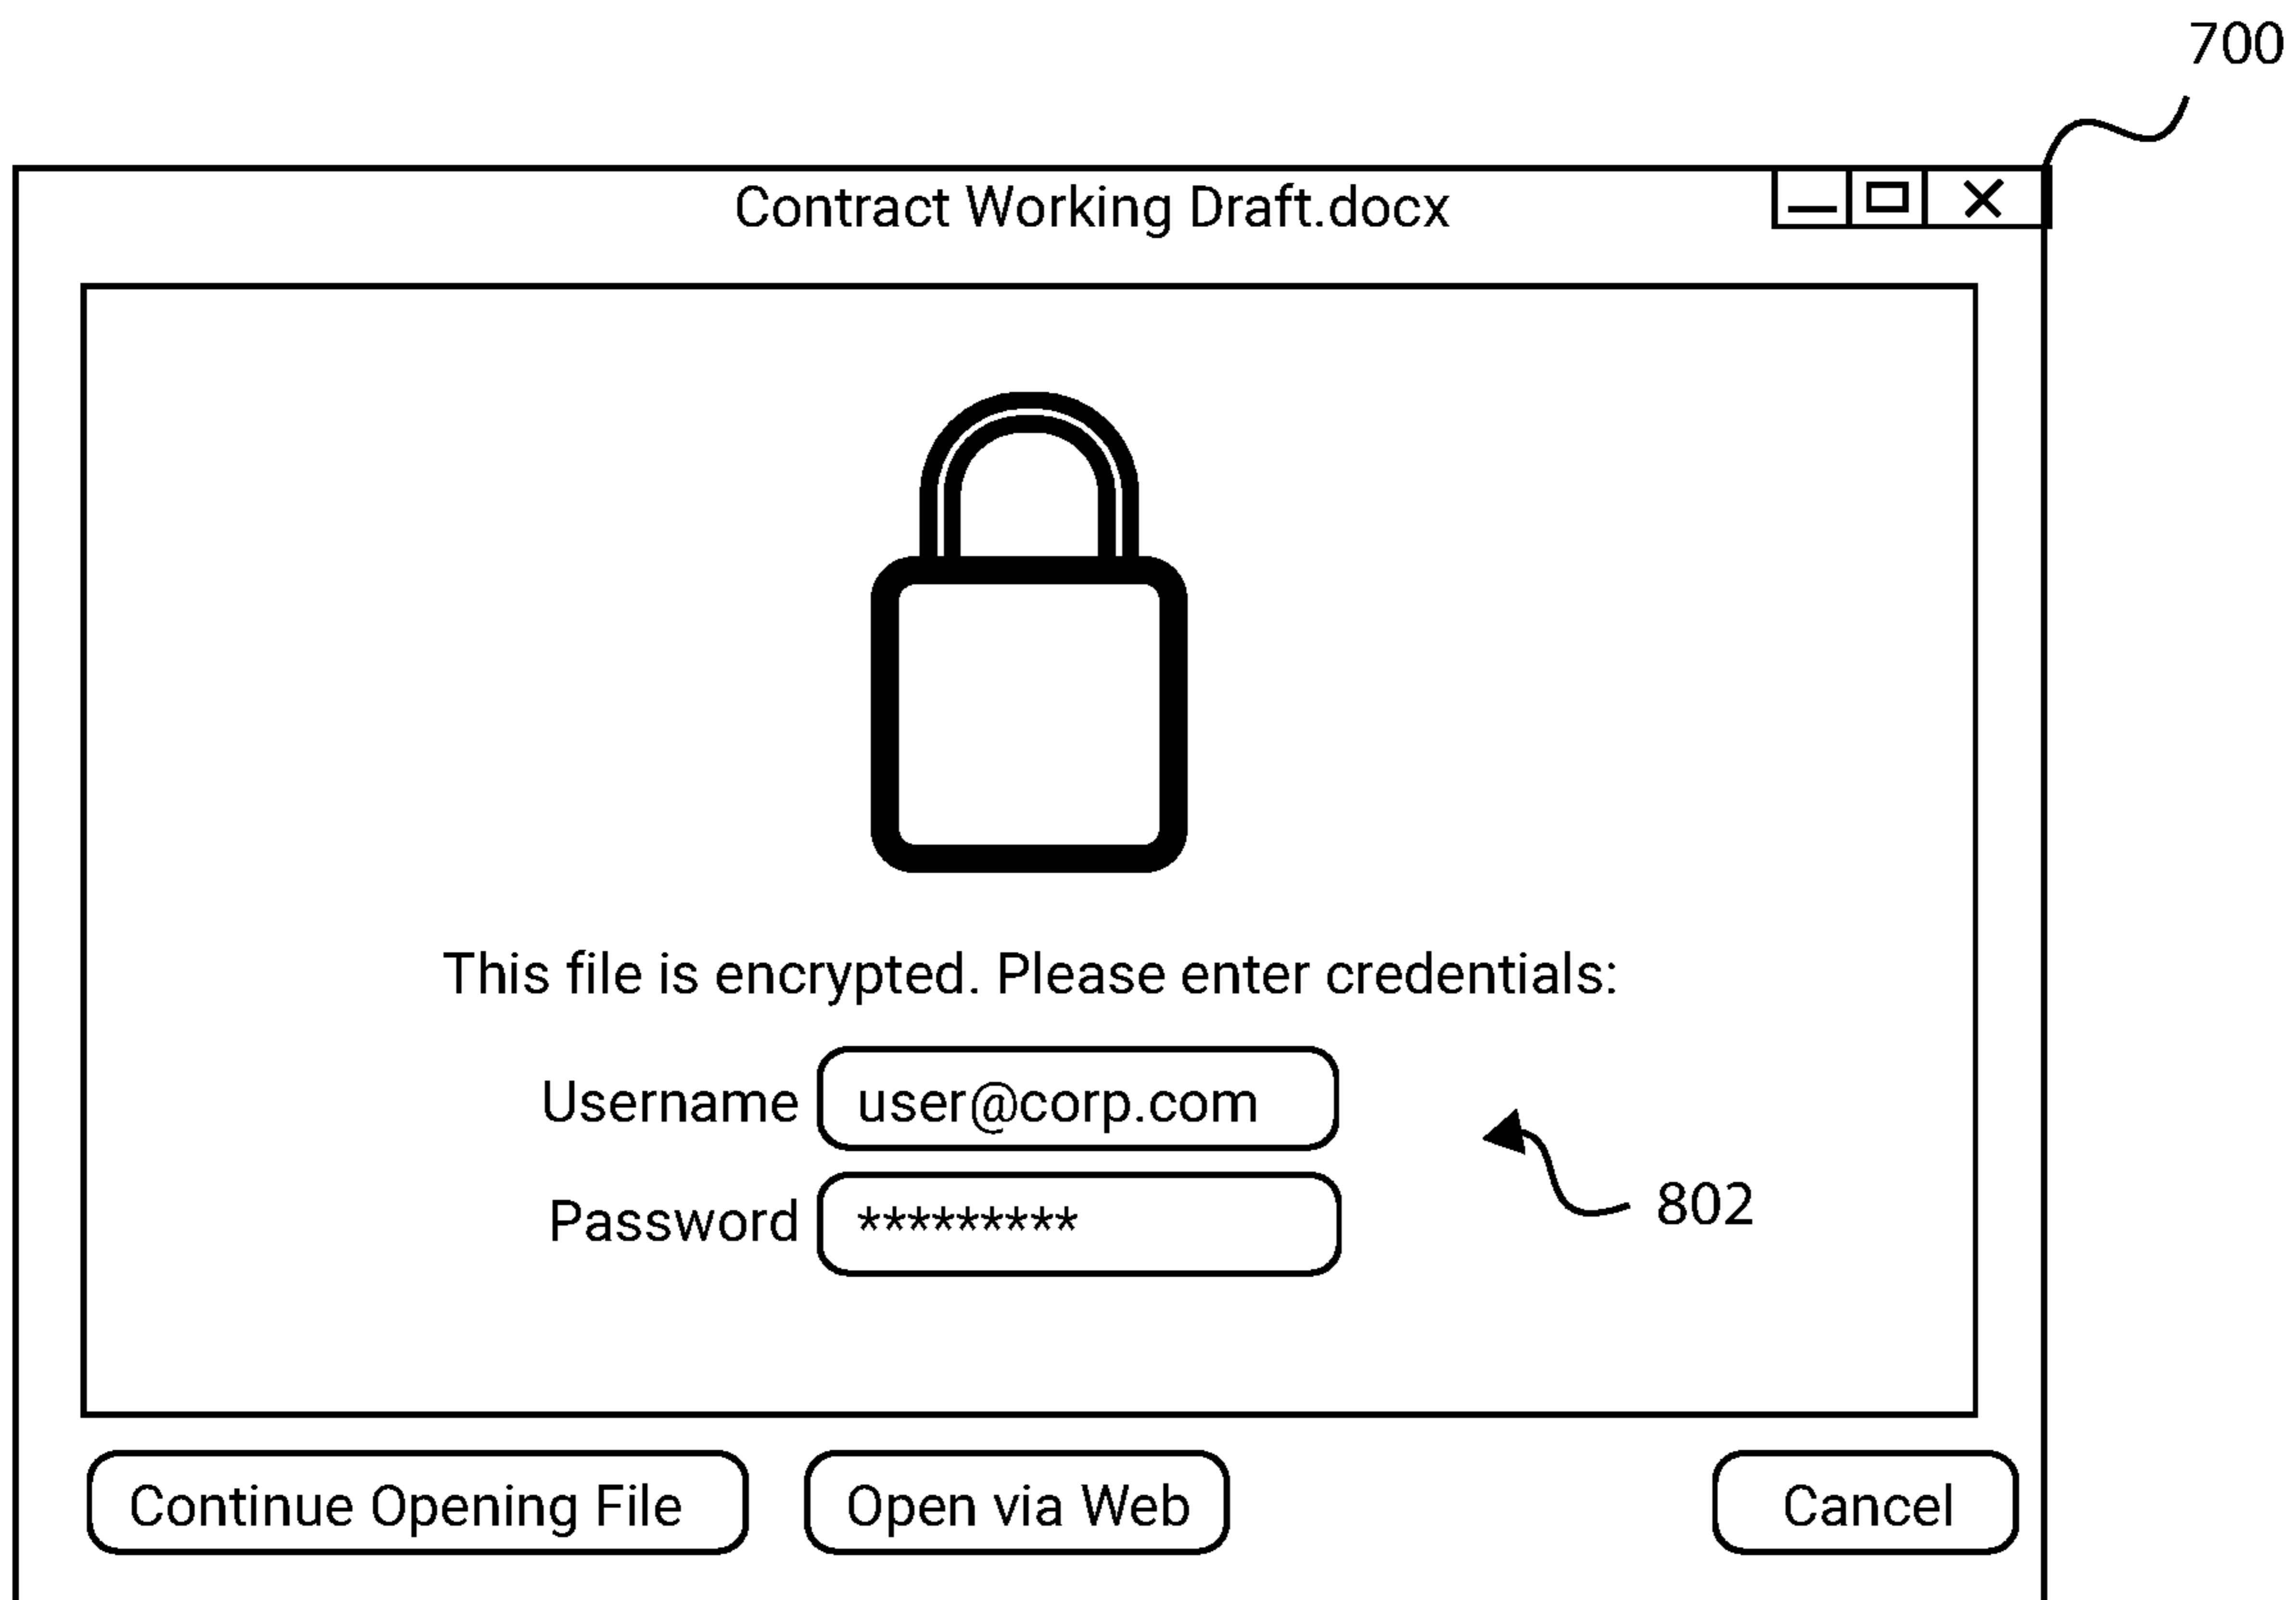 700
Contract Working Draft.docx
This file is encrypted. Please enter credentials:
Username user@corp.com
Password *********
802
Continue Opening File Open via Web Cancel